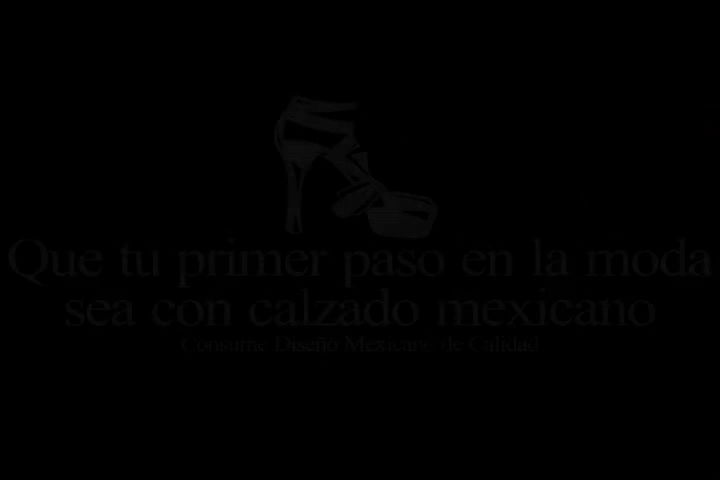 Que tu primer paso en la moda
sea con calzado mexicano
Consume Diseño Mexicano de Calidad